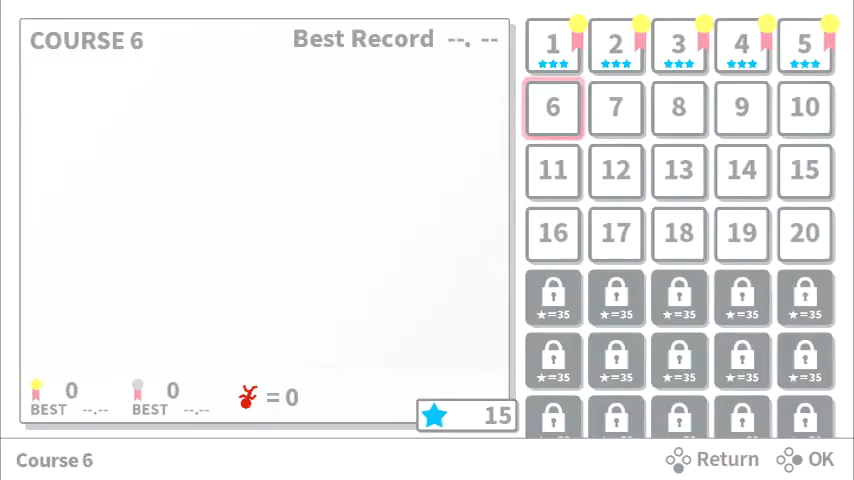 COURSE 6
Best Record --. --
1 2 3 4 5
6 7 8 9 10
11 12 13 14 15
16 17 18 19 20
★=35 ★=35 ★=35 ★=35 ★=35
★=35 ★=35 ★=35 ★=35 ★=35
0 0 = 0
BEST --.-- BEST --.--
15
Course 6
Return OK